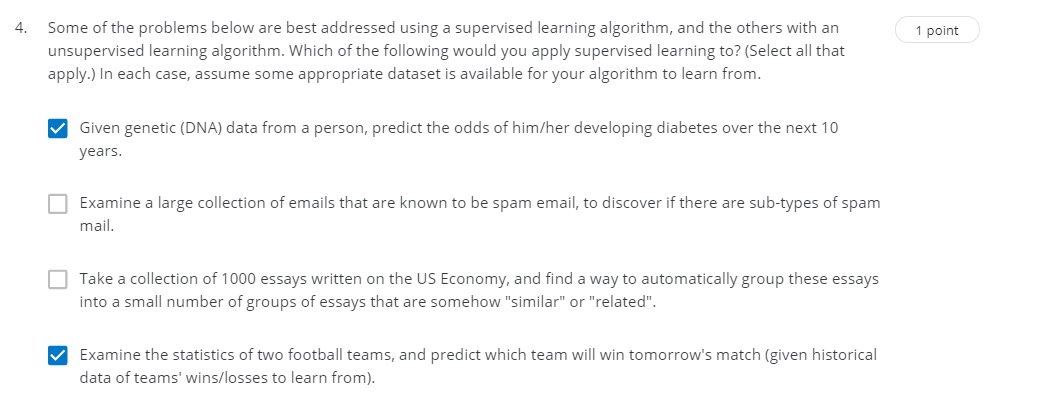 4. Some of the problems below are best addressed using a supervised learning algorithm, and the others with an
1 point
unsupervised learning algorithm. Which of the following would you apply supervised learning to? (Select all that
apply.) In each case, assume some appropriate dataset is available for your algorithm to learn from.
Given genetic (DNA) data from a person, predict the odds of him/her developing diabetes over the next 10
years.
Examine a large collection of emails that are known to be spam email, to discover if there are sub-types of spam
mail.
Take a collection of 1000 essays written on the US Economy, and find a way to automatically group these essays
into a small number of groups of essays that are somehow "similar" or "related".
Examine the statistics of two football teams, and predict which team will win tomorrow's match (given historical
data of teams' wins/losses to learn from).